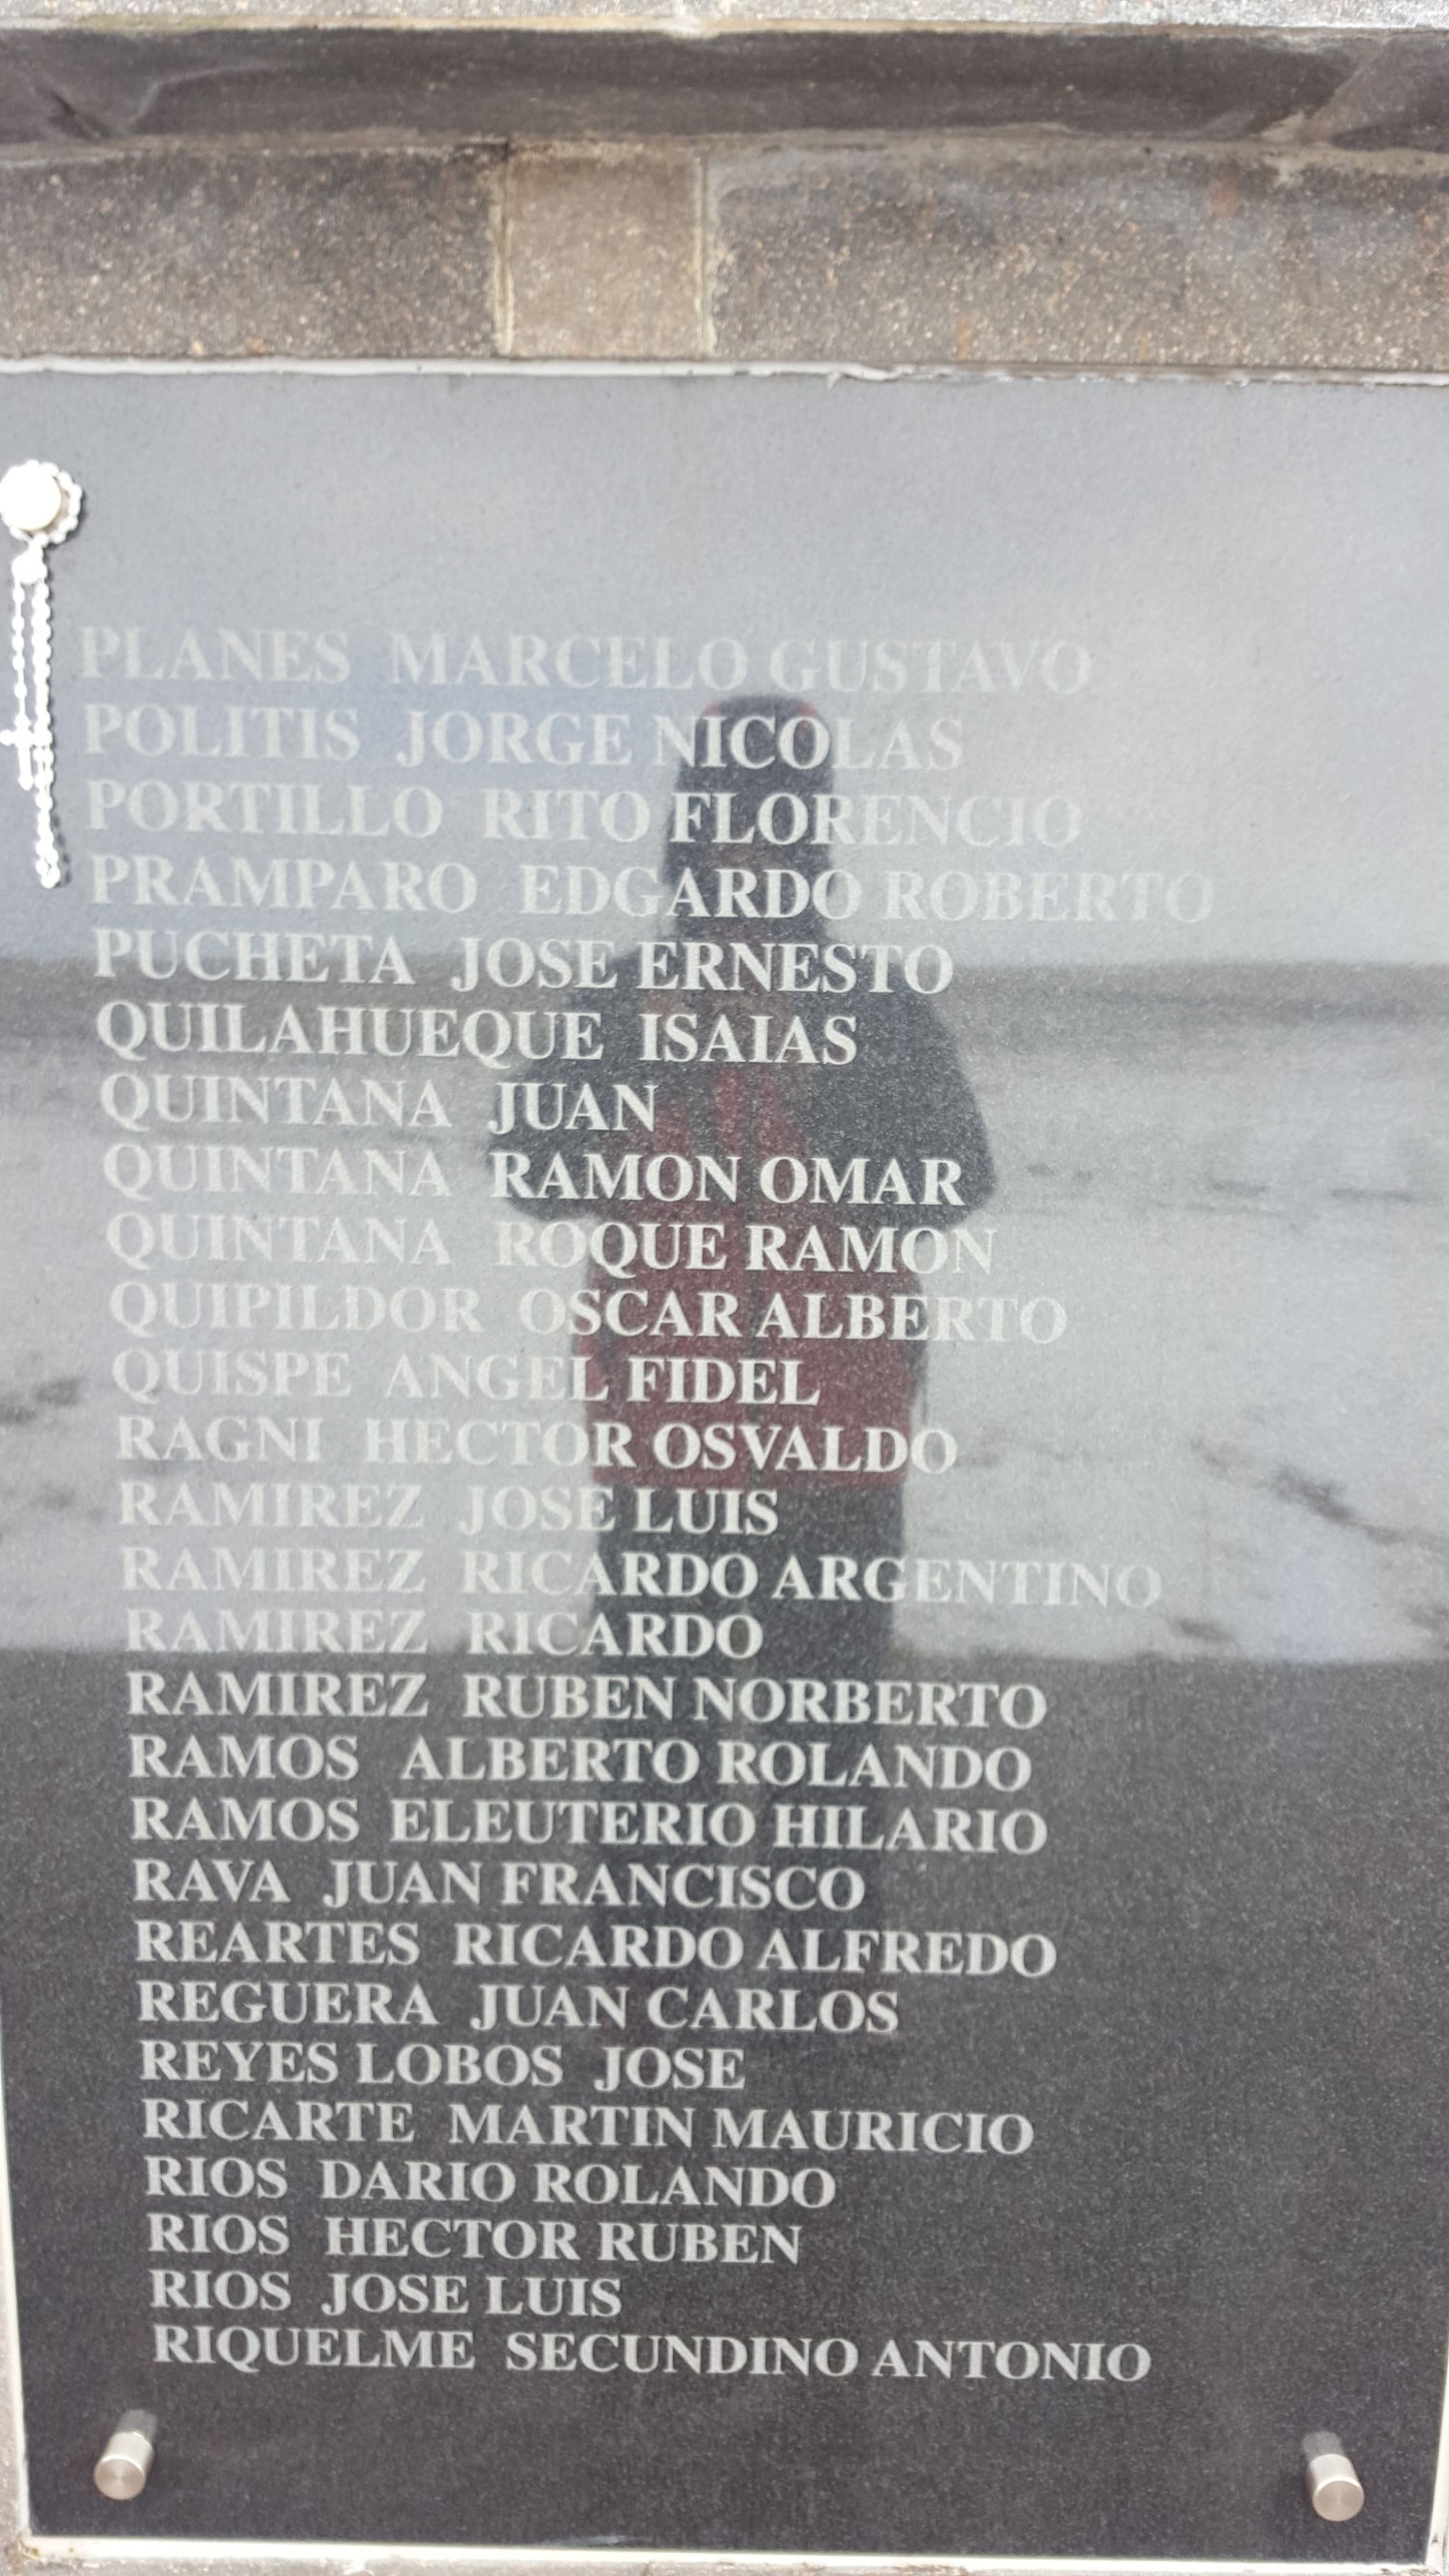 PLANES MARCELO GUSTAVO
POLITIS JORGE NICOLAS
PORTILLO RITO FLORENCIO
PRAMPARO EDGARDO ROBERTO
PUCHETA JOSE ERNESTO
QUILAHUEQUE ISAIAS
QUINTANA JUAN
QUINTANA RAMON OMAR
QUINTANA ROQUE RAMON
QUIPILDOR OSCAR ALBERTO
QUISPE ANGEL FIDEL
RAGNI HECTOR OSVALDO
RAMIREZ JOSE LUIS
RAMIREZ RICARDO ARGENTINO
RAMIREZ RICARDO
RAMIREZ RUBEN NORBERTO
RAMOS ALBERTO ROLANDO
RAMOS ELEUTERIO HILARIO
RAVA JUAN FRANCISCO
REARTES RICARDO ALFREDO
REGUERA JUAN CARLOS
REYES LOBOS JOSE
RICARTE MARTIN MAURICIO
RIOS DARIO ROLANDO
RIOS HECTOR RUBEN
RIOS JOSE LUIS
RIQUELME SECUNDINO ANTONIO